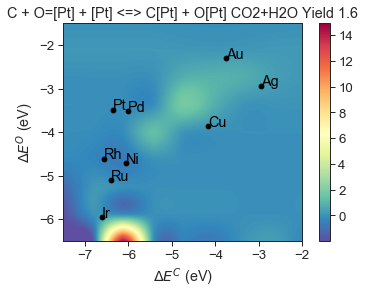 C + O=[Pt] + [Pt] <=> C[Pt] + O[Pt] CO2+H2O Yield 1.6
−2
−3
−4
−5
−6
ΔE^O (eV)
Au
Ag
Pt
Pd
Cu
Rh
Ni
Ru
Ir
−7
−6
−5
−4
−3
−2
ΔE^C (eV)
14
12
10
8
6
4
2
0